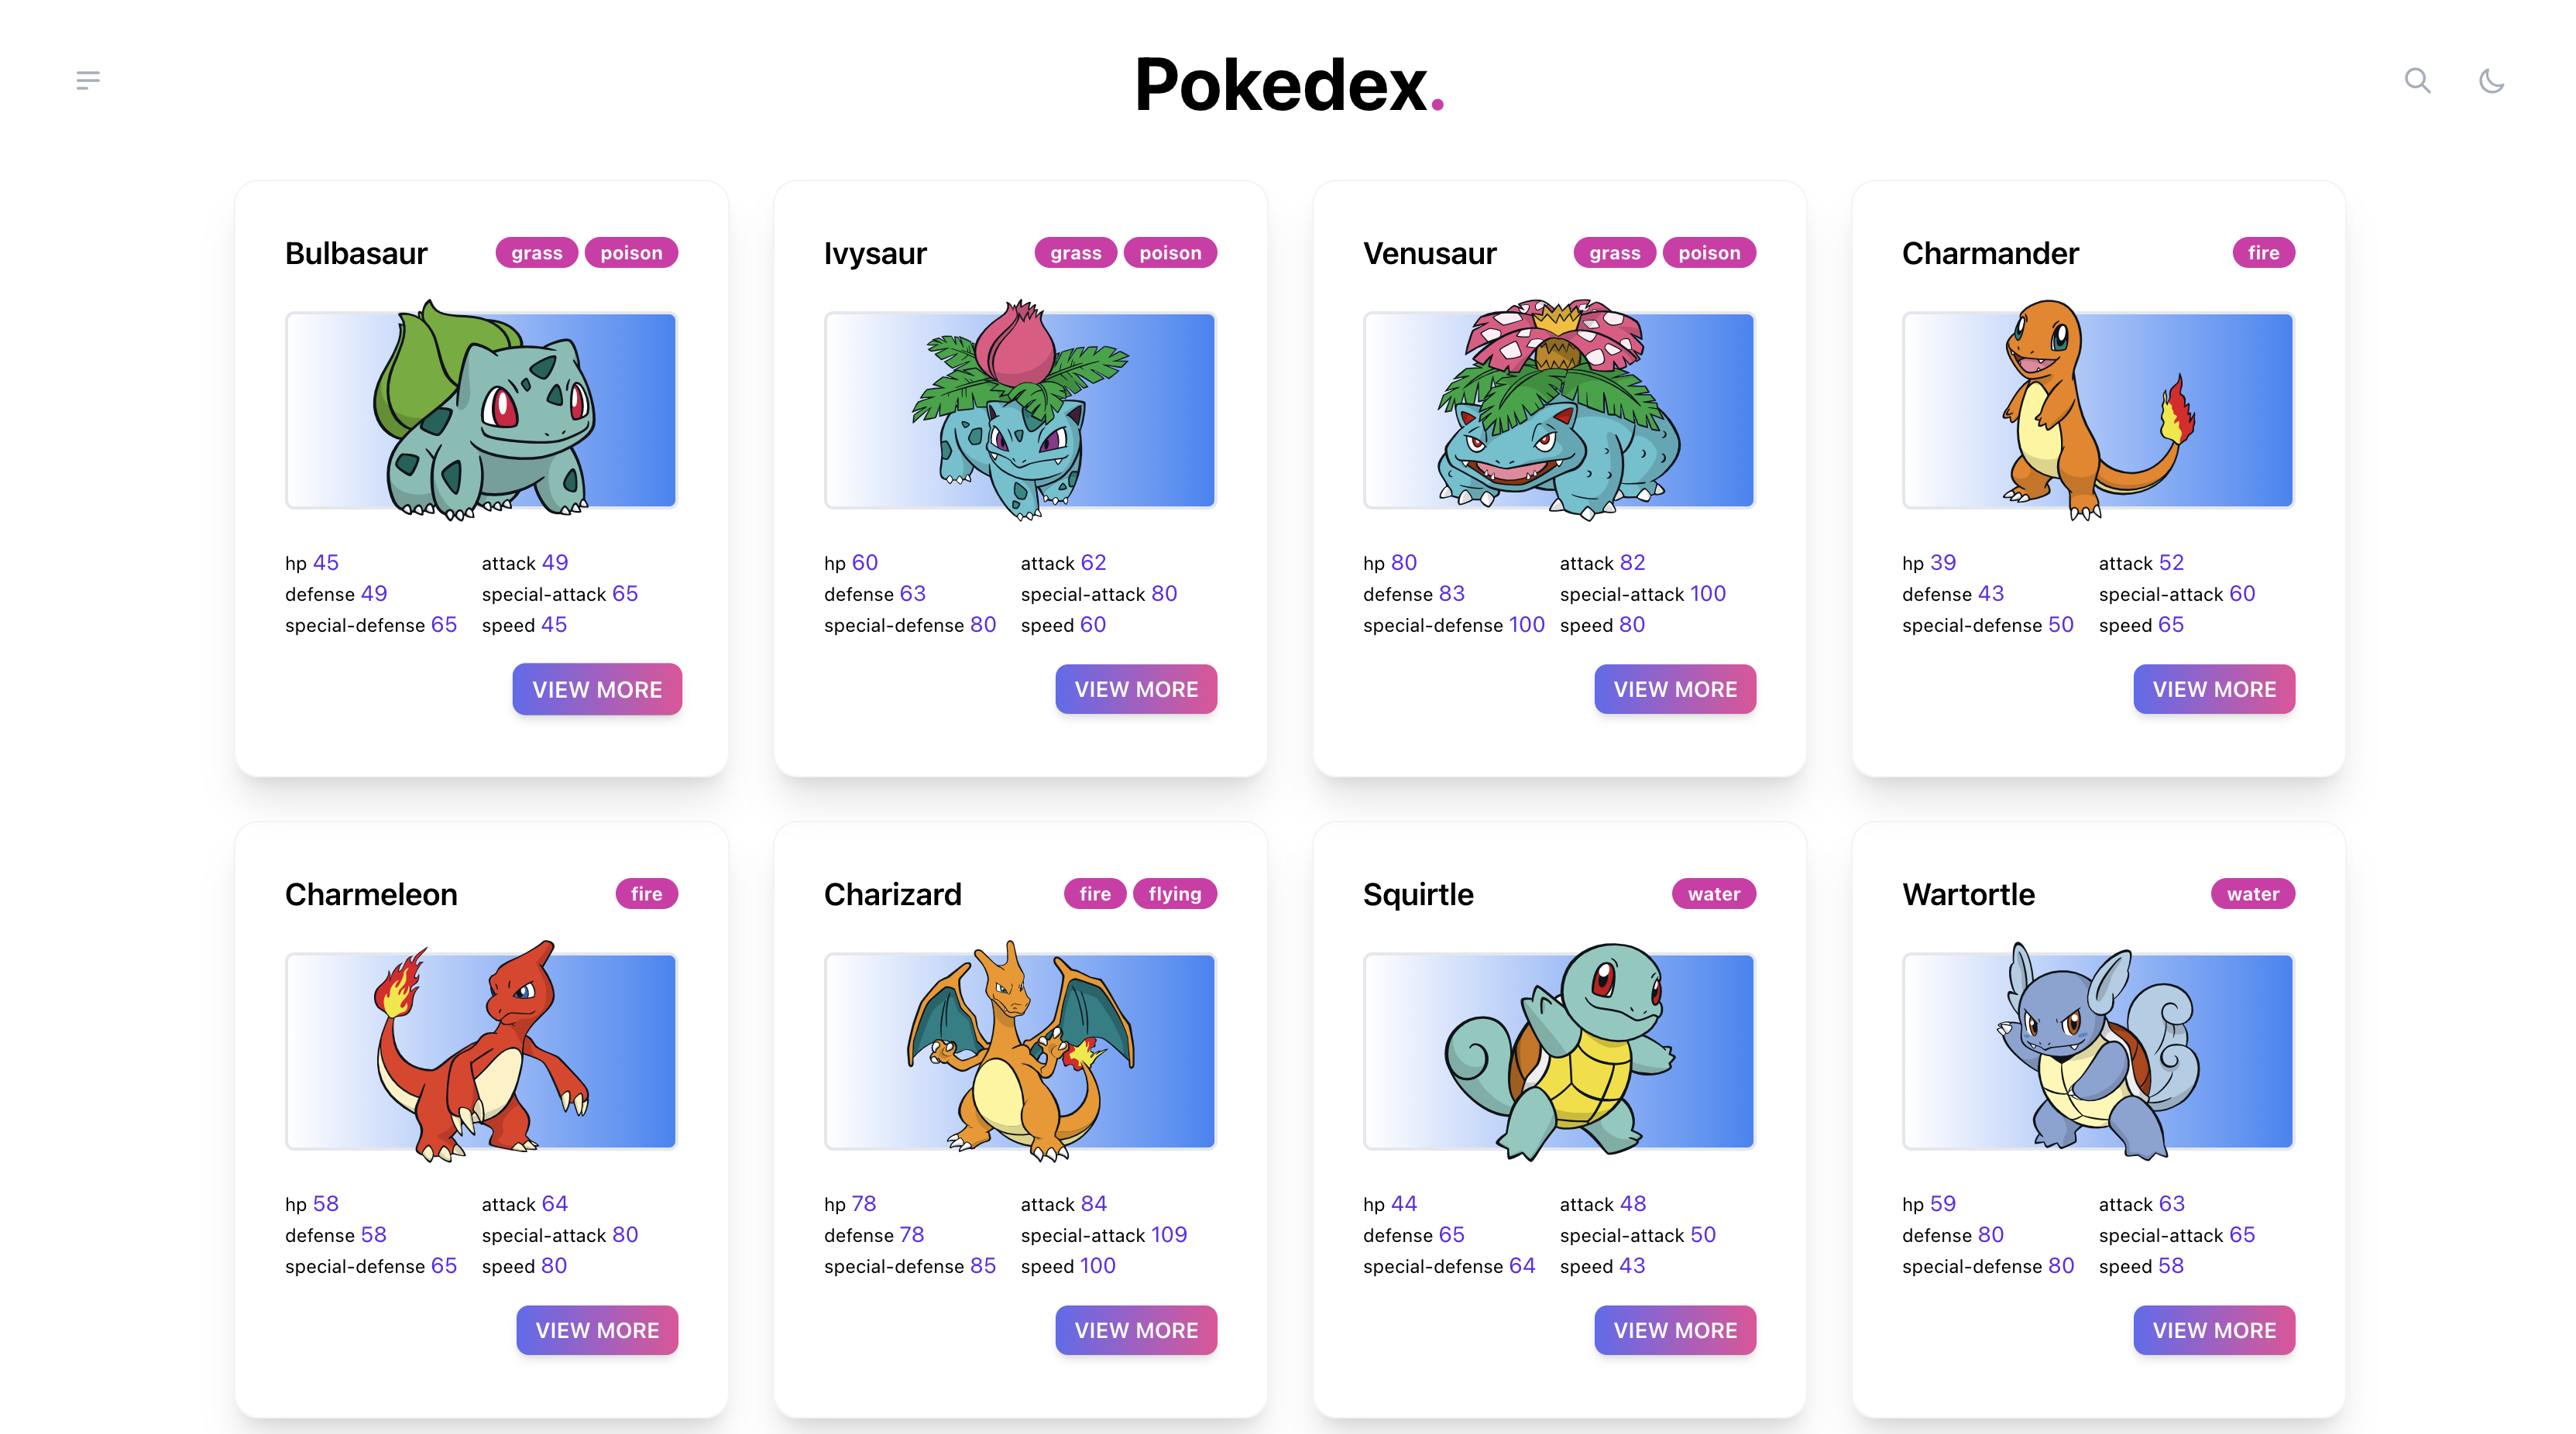 Pokedex.
Bulbasaur grass poison
hp 45 attack 49
defense 49 special-attack 65
special-defense 65 speed 45
VIEW MORE
Ivysaur grass poison
hp 60 attack 62
defense 63 special-attack 80
special-defense 80 speed 60
VIEW MORE
Venusaur grass poison
hp 80 attack 82
defense 83 special-attack 100
special-defense 100 speed 80
VIEW MORE
Charmander fire
hp 39 attack 52
defense 43 special-attack 60
special-defense 50 speed 65
VIEW MORE
Charmeleon fire
hp 58 attack 64
defense 58 special-attack 80
special-defense 65 speed 80
VIEW MORE
Charizard fire flying
hp 78 attack 84
defense 78 special-attack 109
special-defense 85 speed 100
VIEW MORE
Squirtle water
hp 44 attack 48
defense 65 special-attack 50
special-defense 64 speed 43
VIEW MORE
Wartortle water
hp 59 attack 63
defense 80 special-attack 65
special-defense 80 speed 58
VIEW MORE